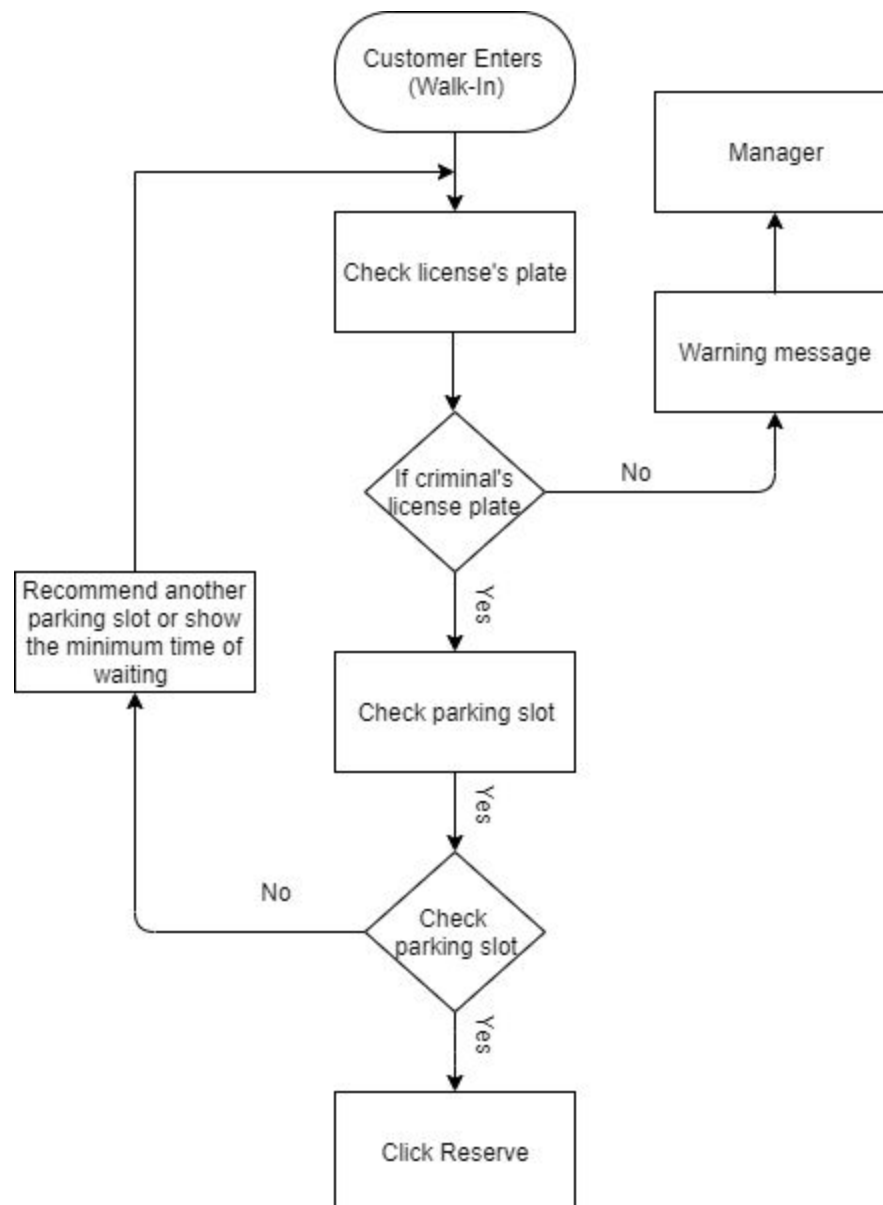 Customer Enters
(Walk-In)
Manager
Check license's plate
Warning message
If criminal's
license plate
No
Yes
Recommend another
parking slot or show
the minimum time of
waiting
Check parking slot
Yes
No
Check
parking slot
Yes
Click Reserve